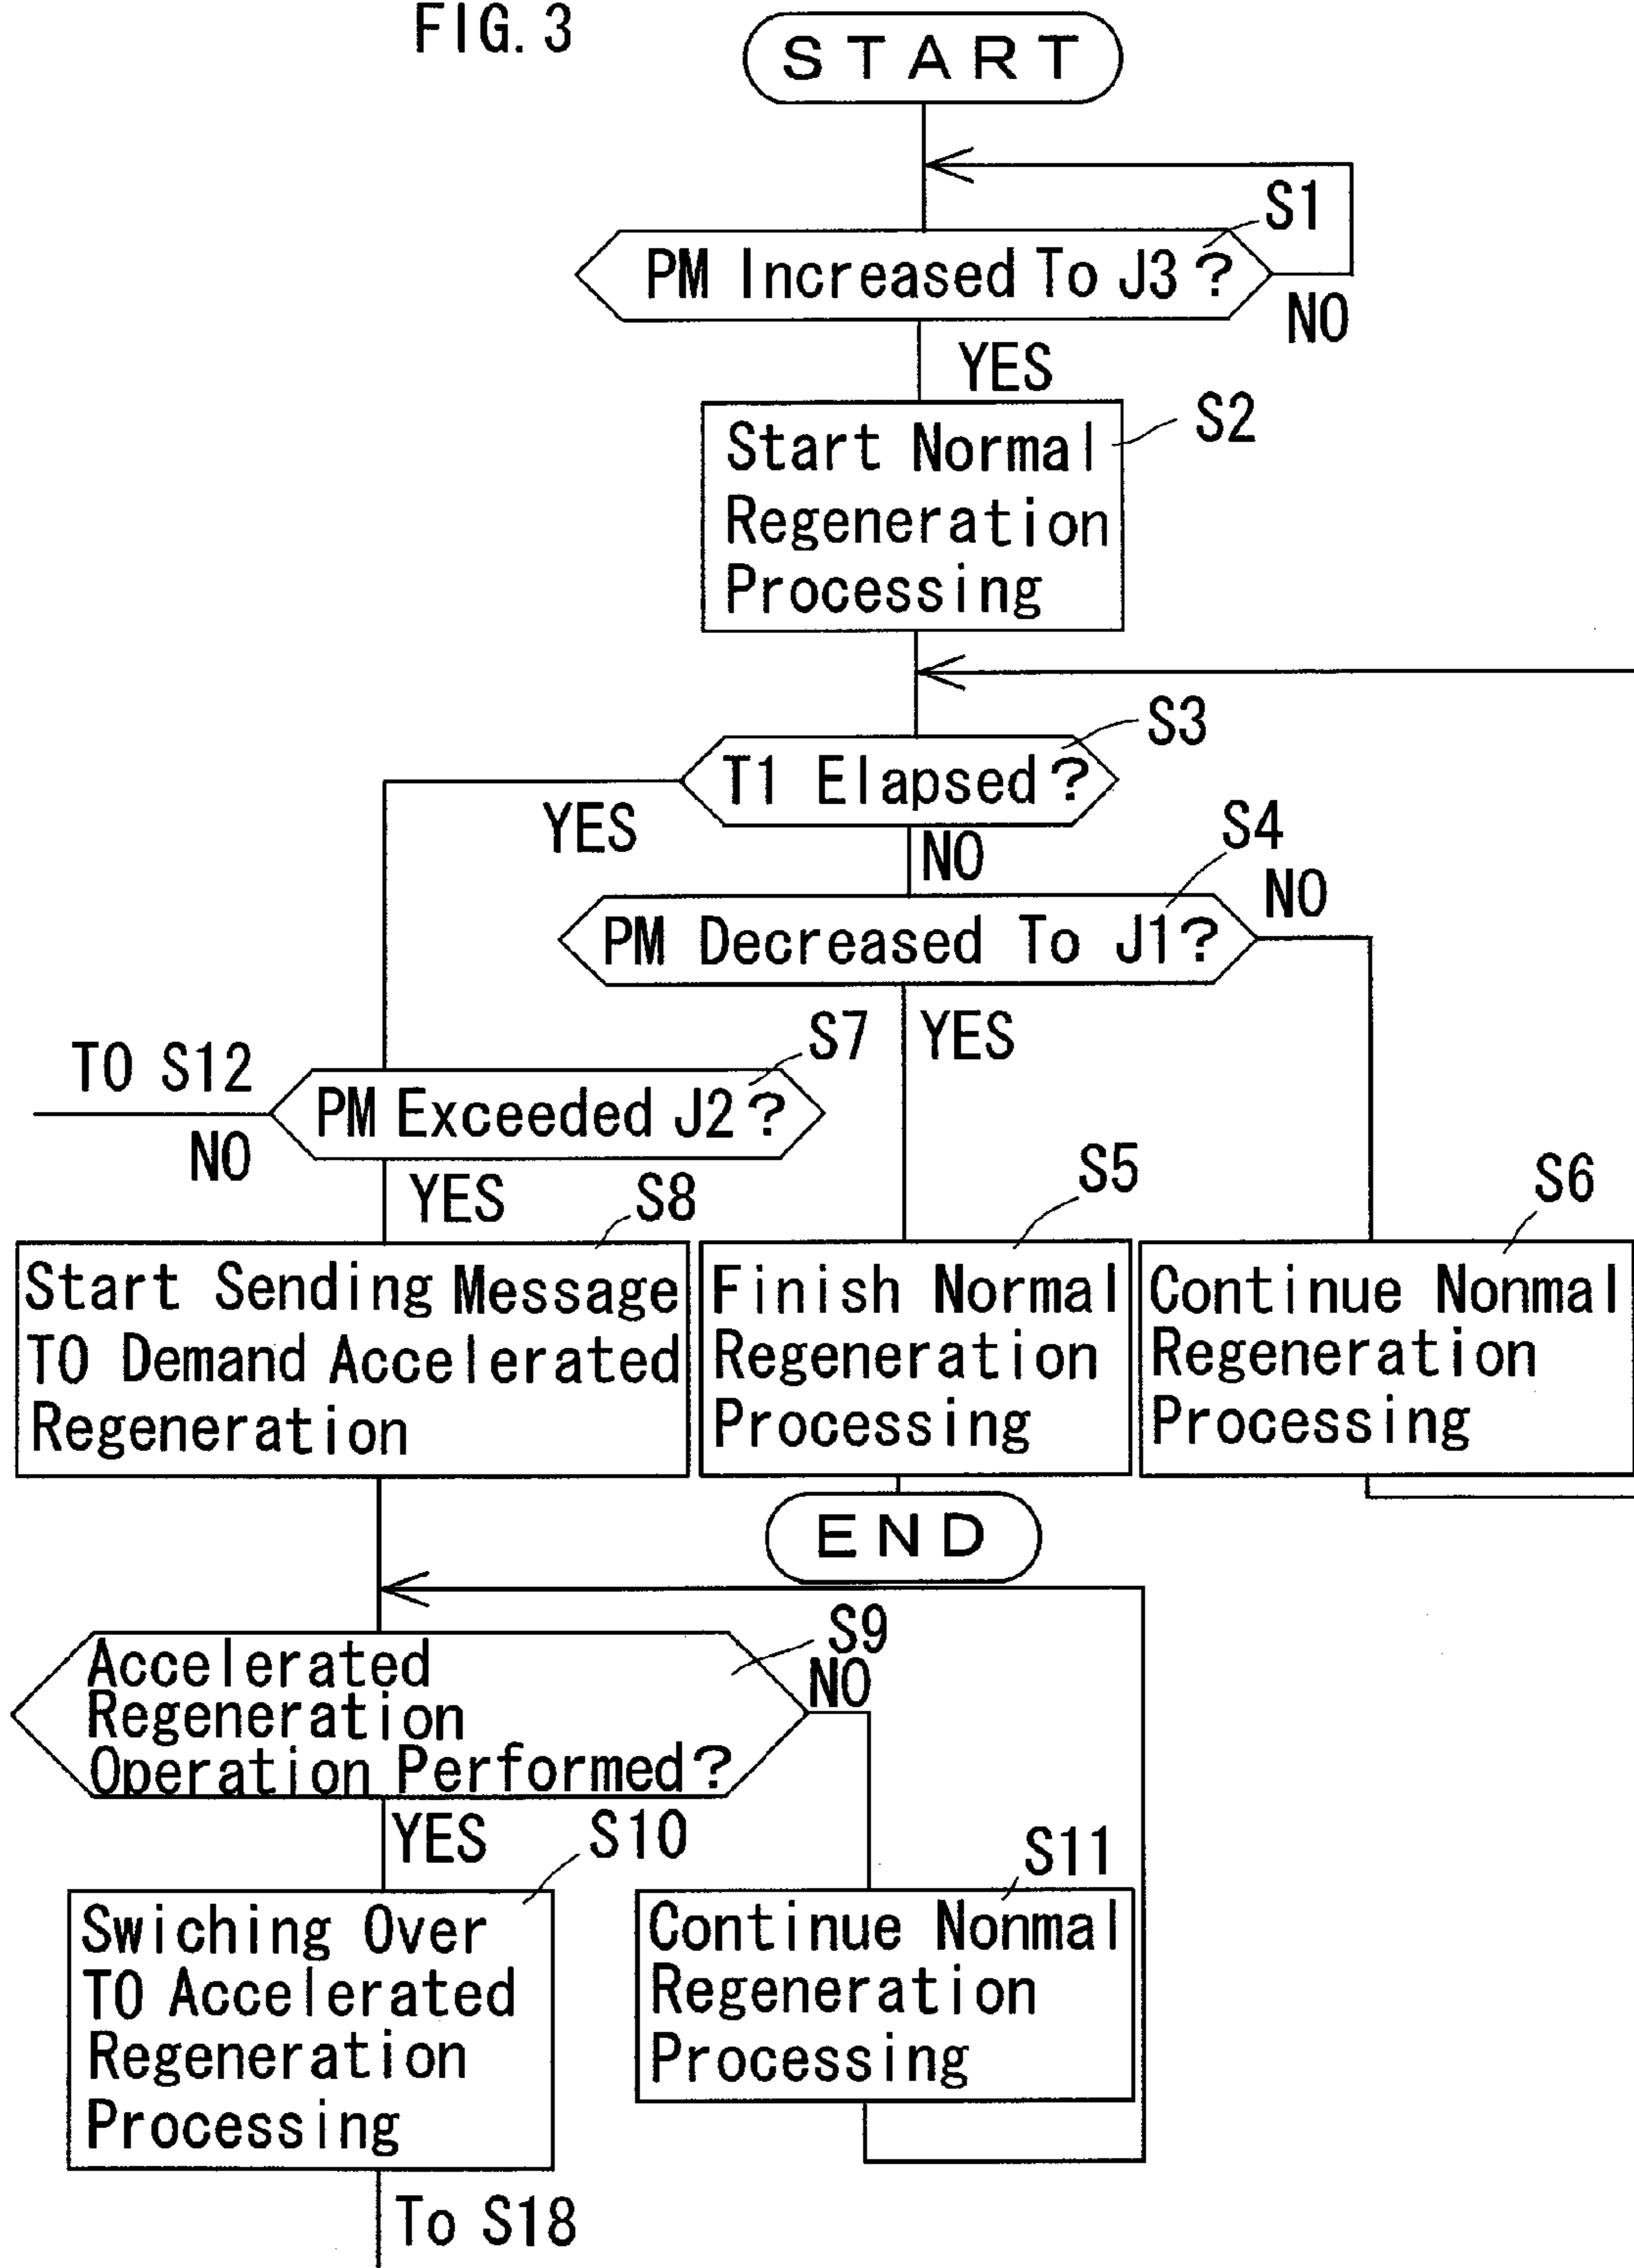 FIG. 3
START
S1
PM Increased To J3?
NO
YES
S2
Start Normal
Regeneration
Processing
S3
T1 Elapsed?
YES
NO
S4
NO
PM Decreased To J1?
S7
YES
TO S12
PM Exceeded J2?
NO
YES
S8
S5
S6
Start Sending Message
TO Demand Accelerated
Regeneration
Finish Normal
Regeneration
Processing
Continue Nonmal
Regeneration
Processing
END
S9
NO
Accelerated
Regeneration
Operation Performed?
YES
S10
S11
Swiching Over
TO Accelerated
Regeneration
Processing
Continue Nonmal
Regeneration
Processing
To S18